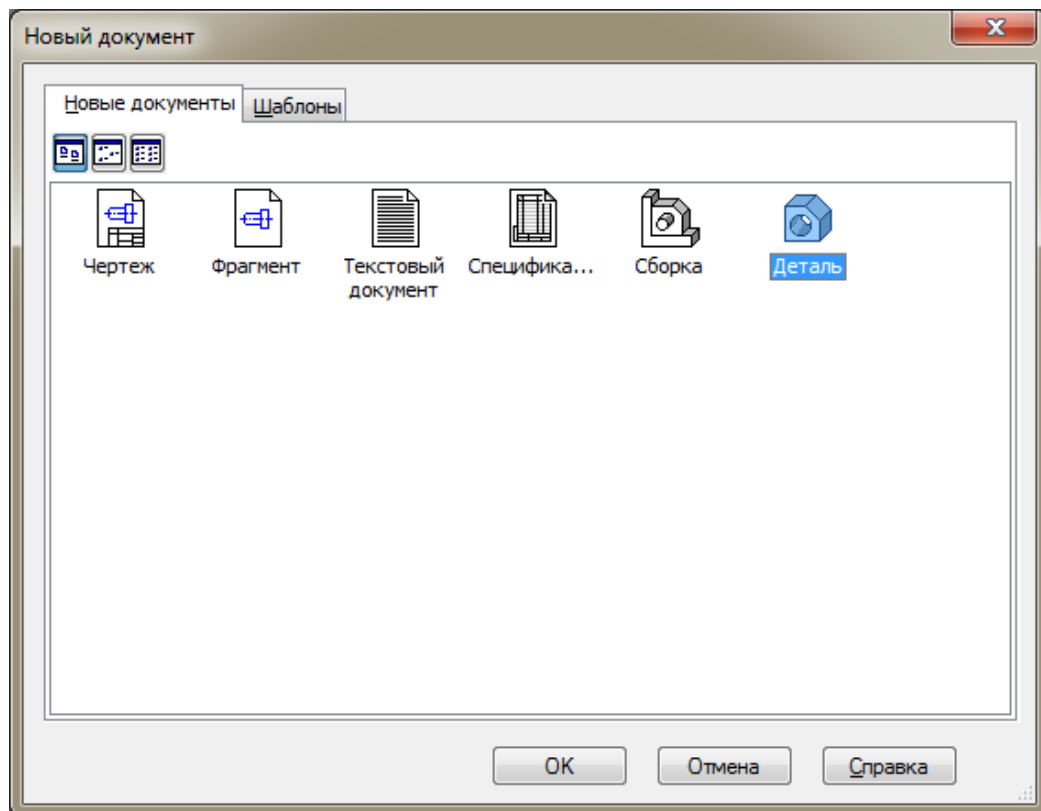 Новый документ
Новые документы
Шаблоны
Чертеж
Фрагмент
Текстовый
документ
Специфика...
Сборка
Деталь
OK
Отмена
Справка